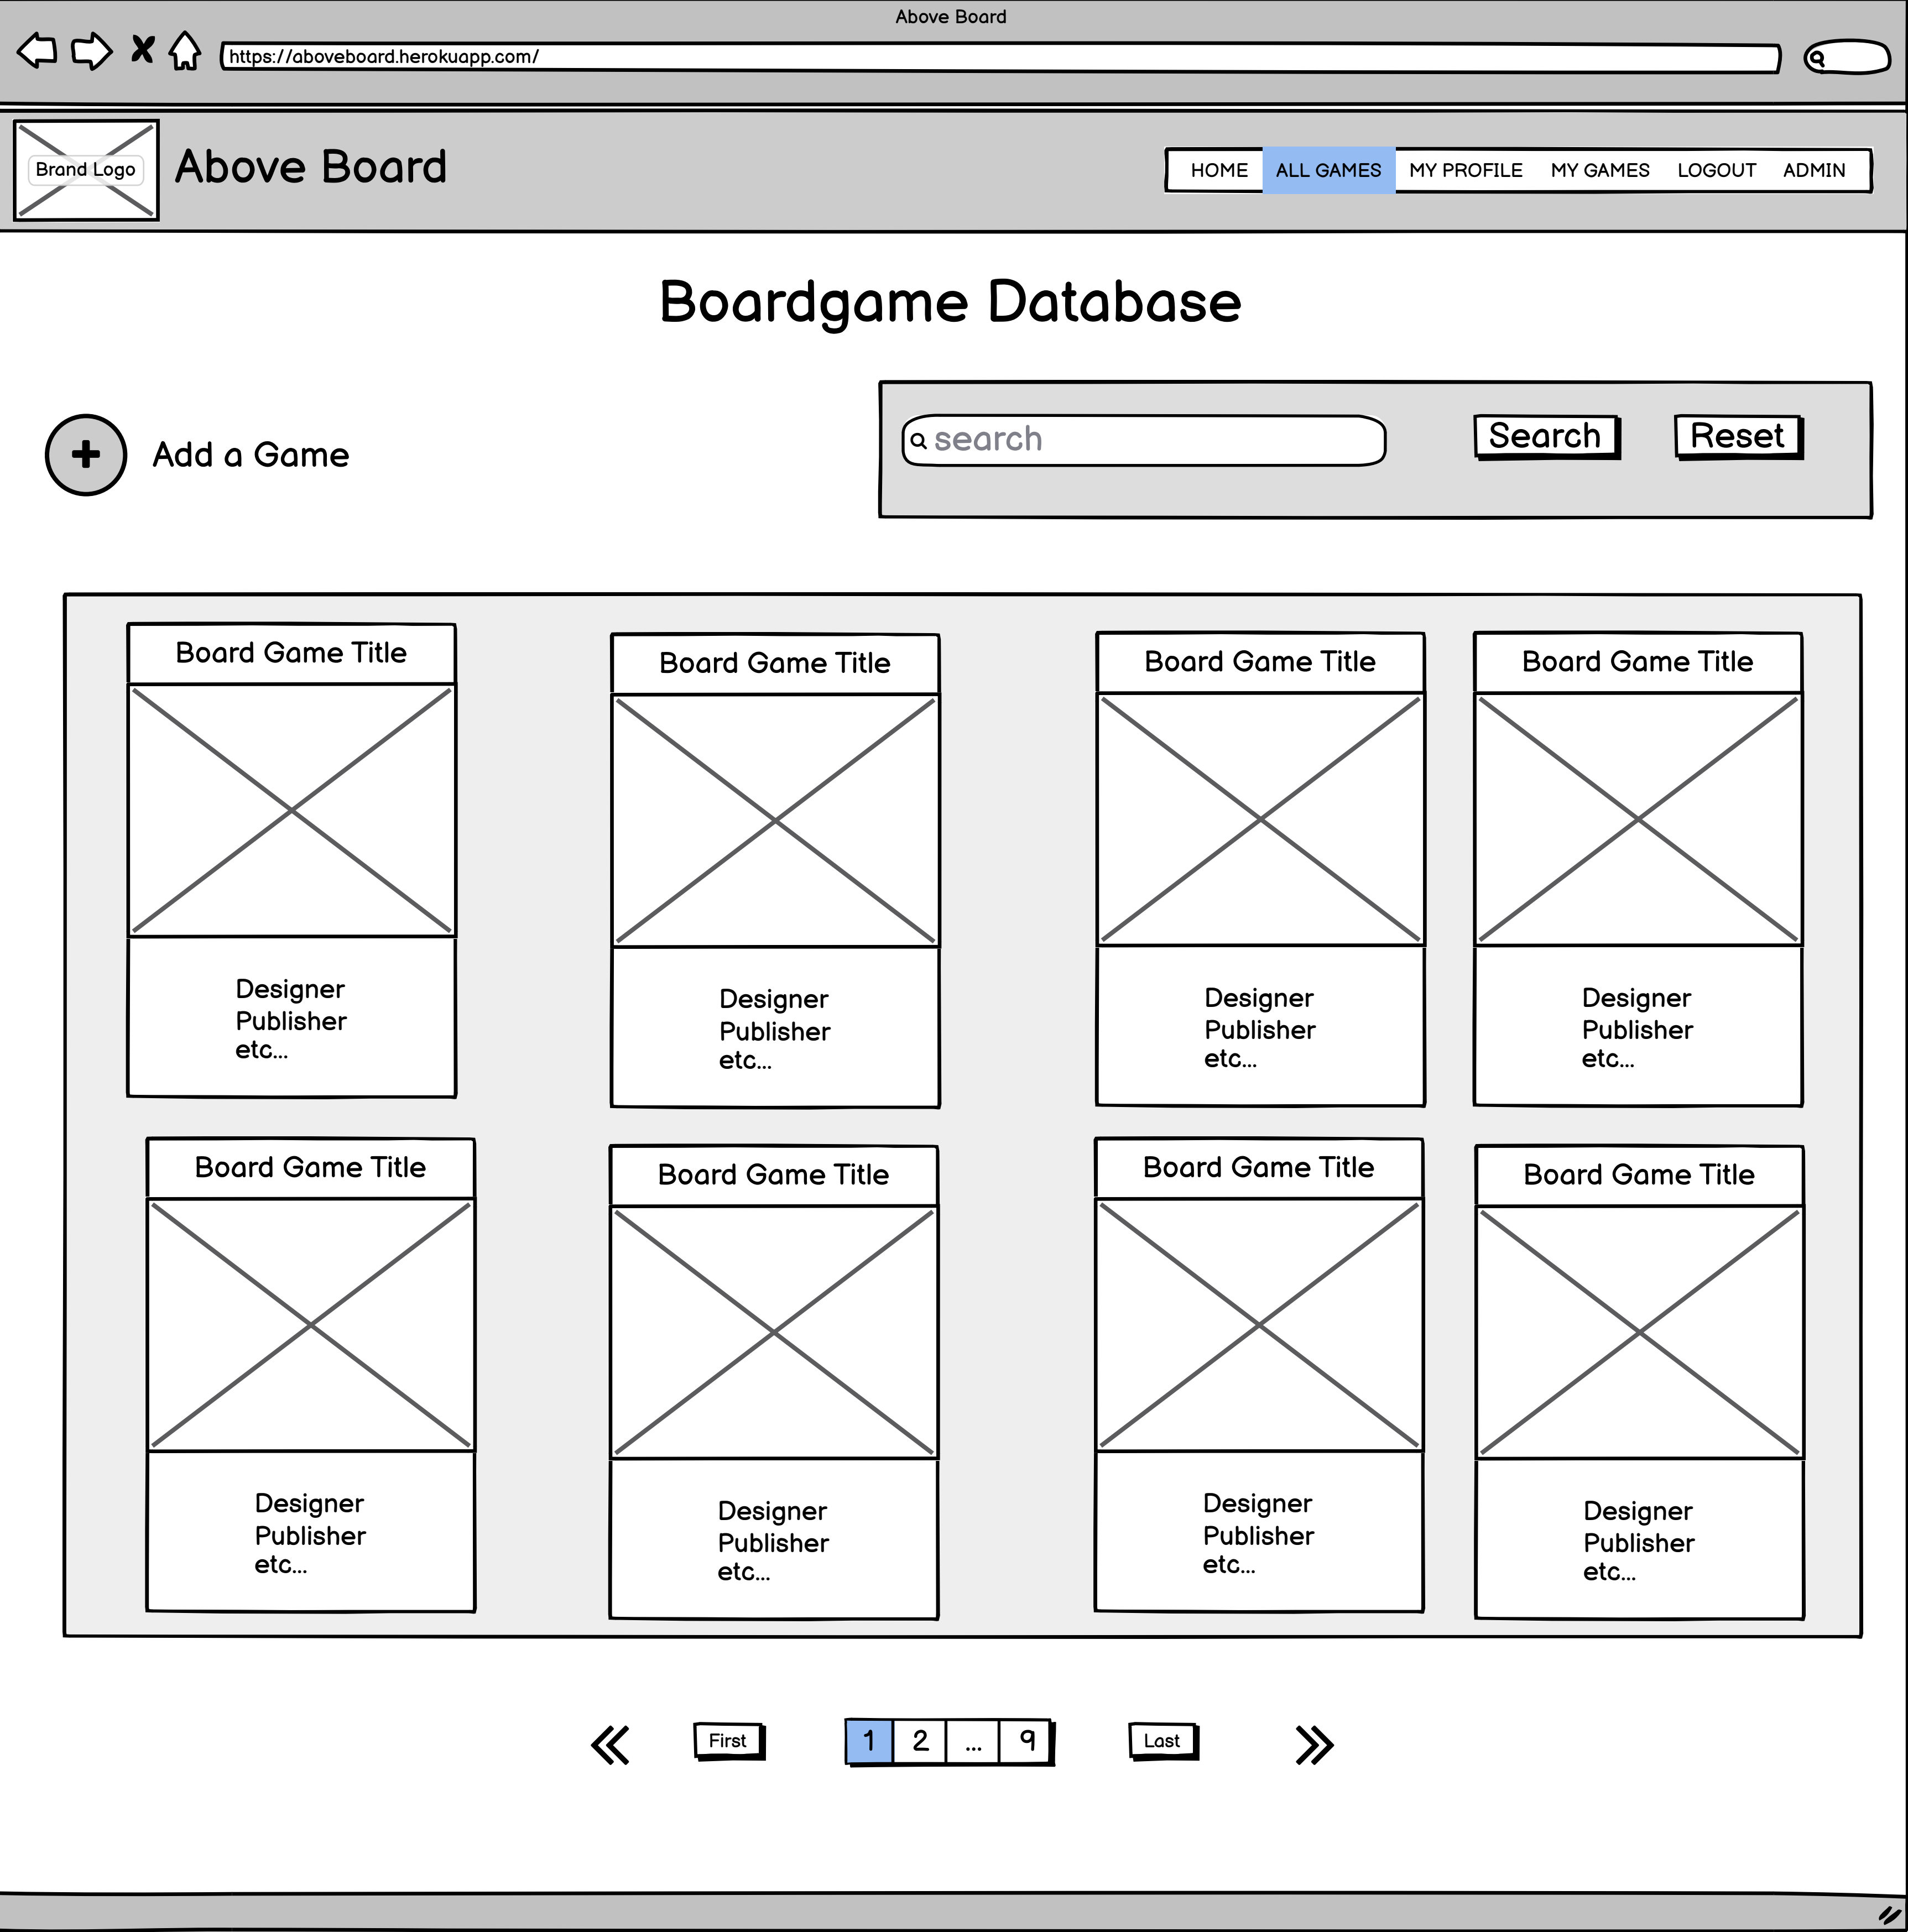 Above Board
https://aboveboard.herokuapp.com/
Brand Logo
Above Board
HOME ALL GAMES MY PROFILE MY GAMES LOGOUT ADMIN
Boardgame Database
Add a Game
search
Search
Reset
Board Game Title
Designer
Publisher
etc...
Board Game Title
Designer
Publisher
etc...
Board Game Title
Designer
Publisher
etc...
Board Game Title
Designer
Publisher
etc...
Board Game Title
Designer
Publisher
etc...
Board Game Title
Designer
Publisher
etc...
Board Game Title
Designer
Publisher
etc...
Board Game Title
Designer
Publisher
etc...
First
1 2 ... 9
Last